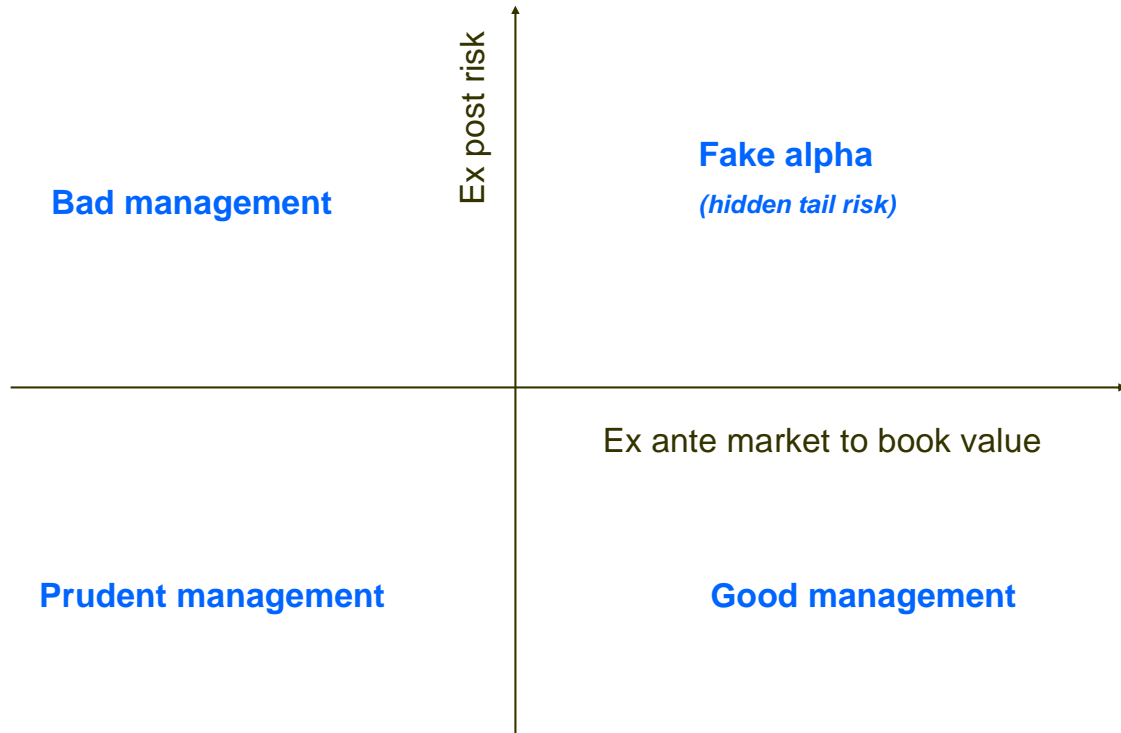 Ex post risk
Fake alpha
(hidden tail risk)
Bad management
Ex ante market to book value
Prudent management
Good management